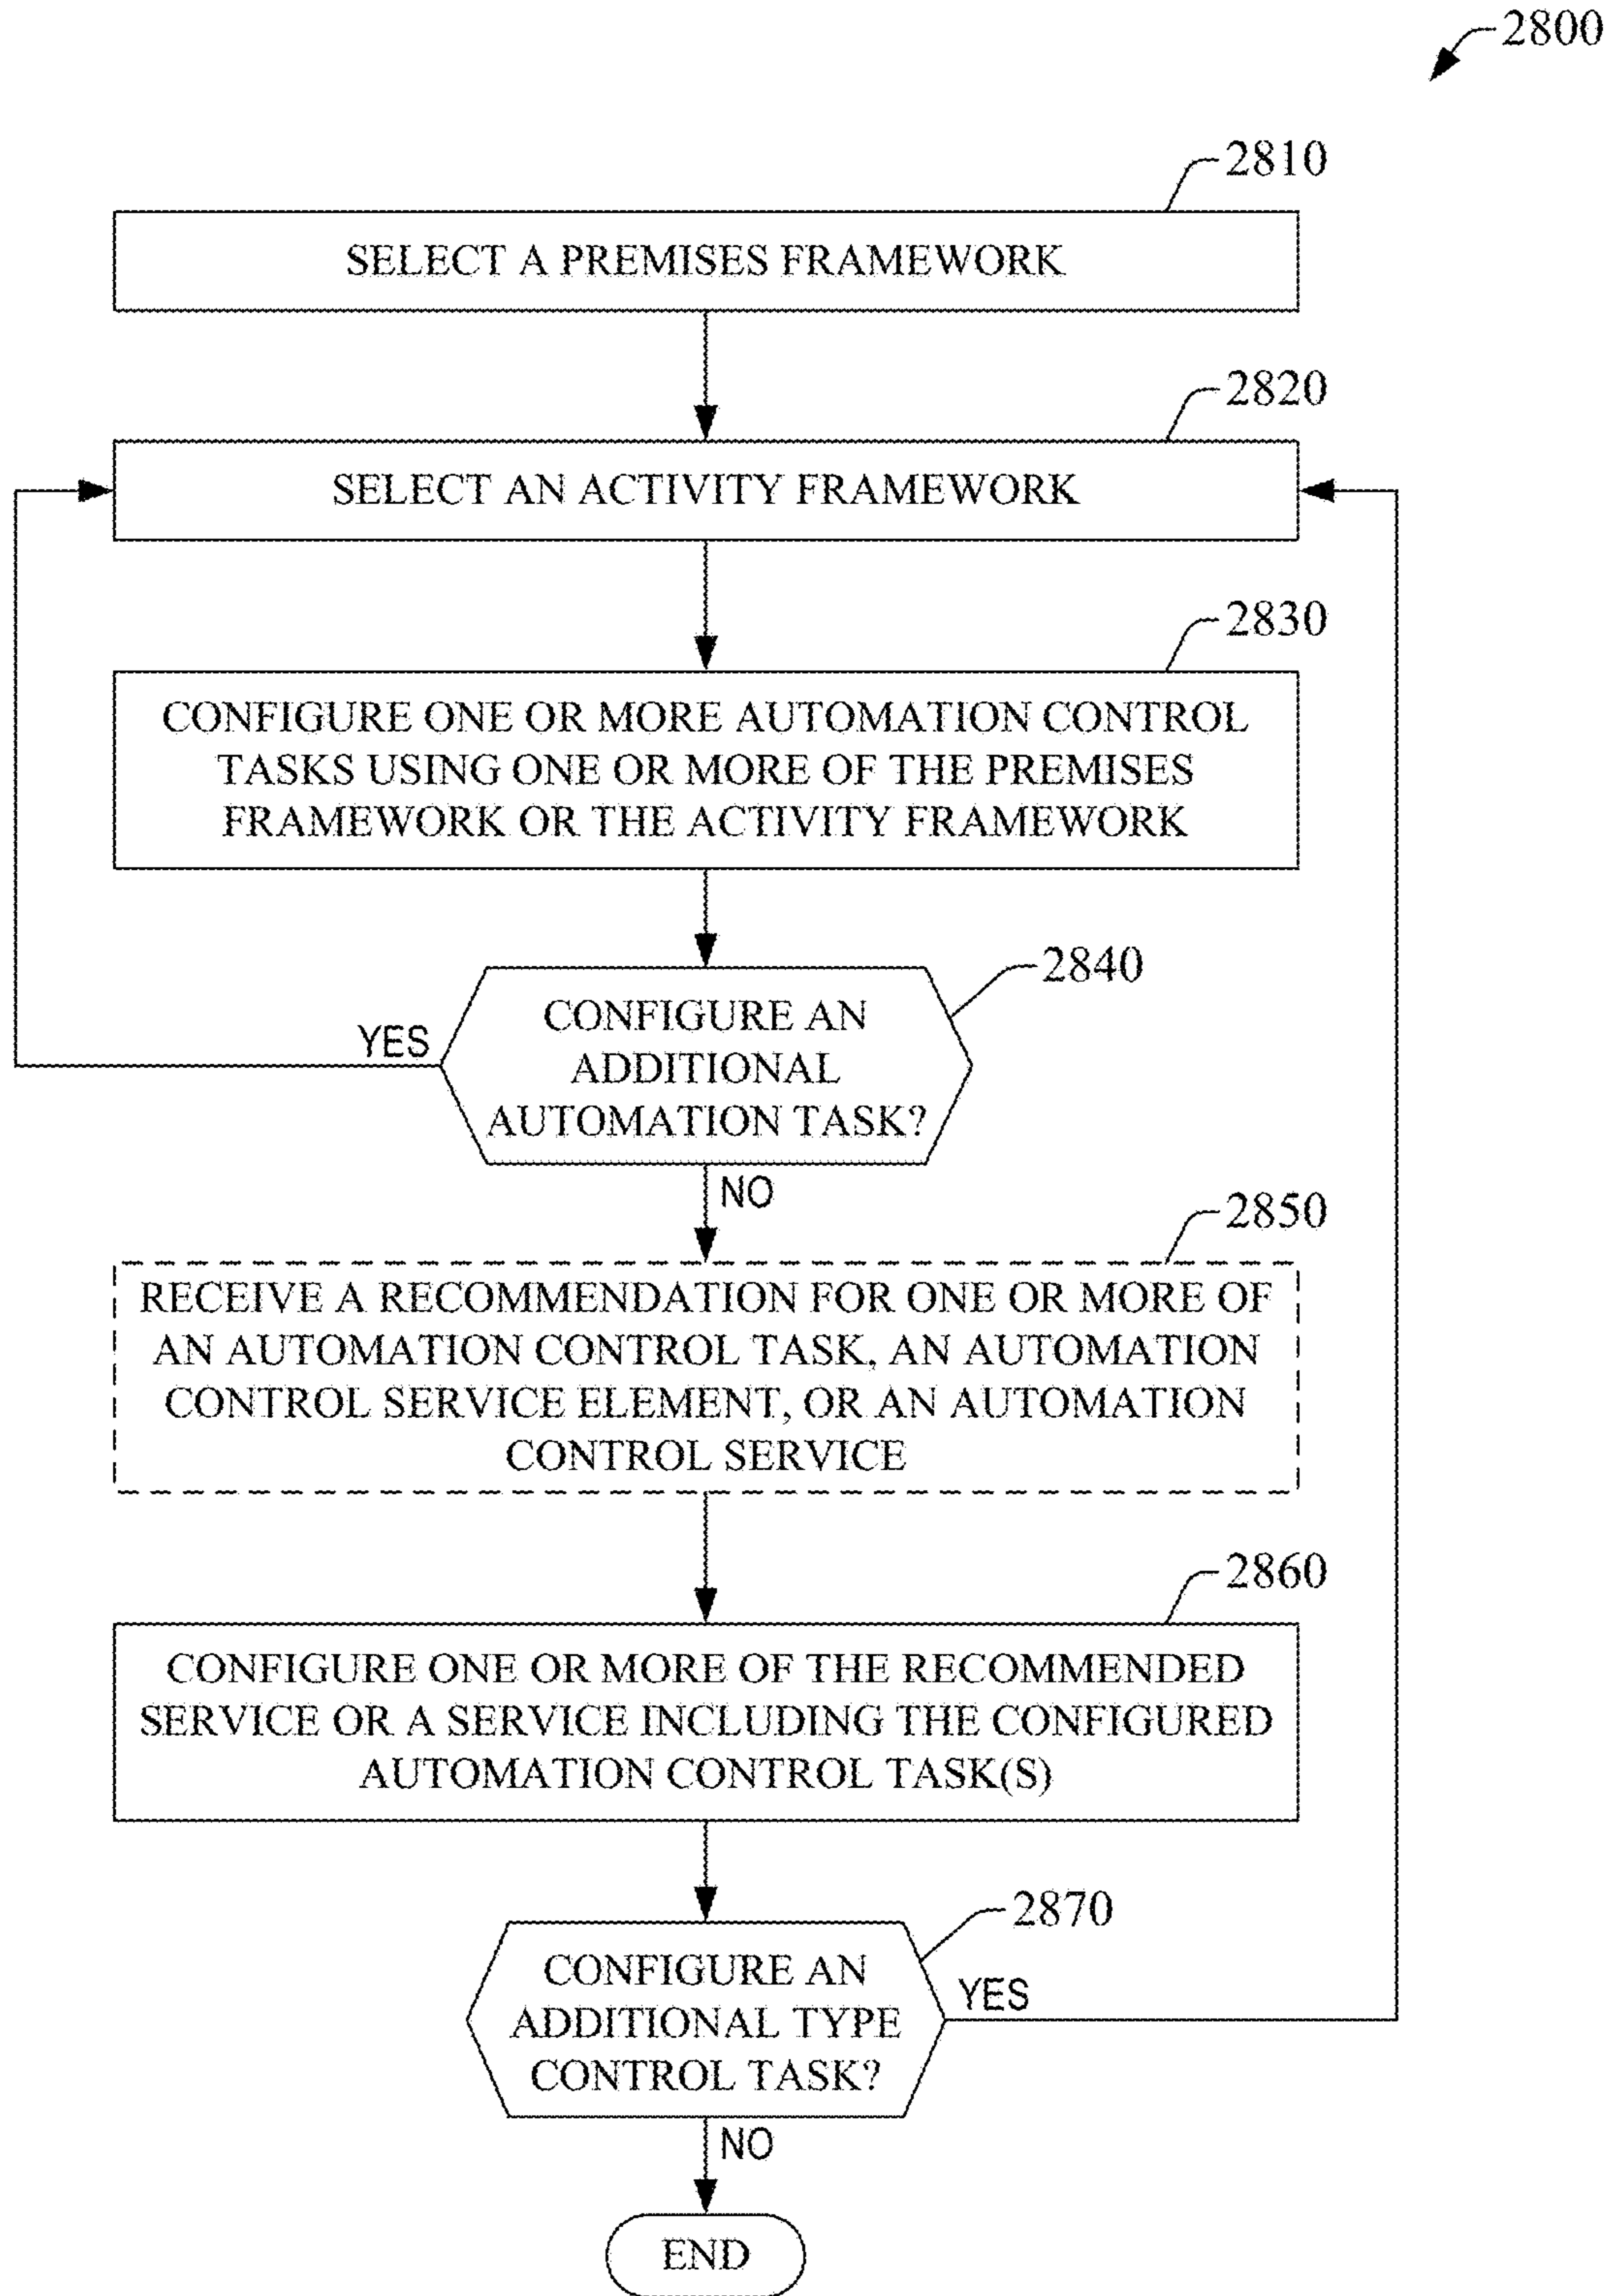 2800
2810
SELECT A PREMISES FRAMEWORK
2820
SELECT AN ACTIVITY FRAMEWORK
2830
CONFIGURE ONE OR MORE AUTOMATION CONTROL
TASKS USING ONE OR MORE OF THE PREMISES
FRAMEWORK OR THE ACTIVITY FRAMEWORK
2840
CONFIGURE AN
ADDITIONAL
AUTOMATION TASK?
YES
NO
2850
RECEIVE A RECOMMENDATION FOR ONE OR MORE OF
AN AUTOMATION CONTROL TASK, AN AUTOMATION
CONTROL SERVICE ELEMENT, OR AN AUTOMATION
CONTROL SERVICE
2860
CONFIGURE ONE OR MORE OF THE RECOMMENDED
SERVICE OR A SERVICE INCLUDING THE CONFIGURED
AUTOMATION CONTROL TASK(S)
2870
CONFIGURE AN
ADDITIONAL TYPE
CONTROL TASK?
YES
NO
END